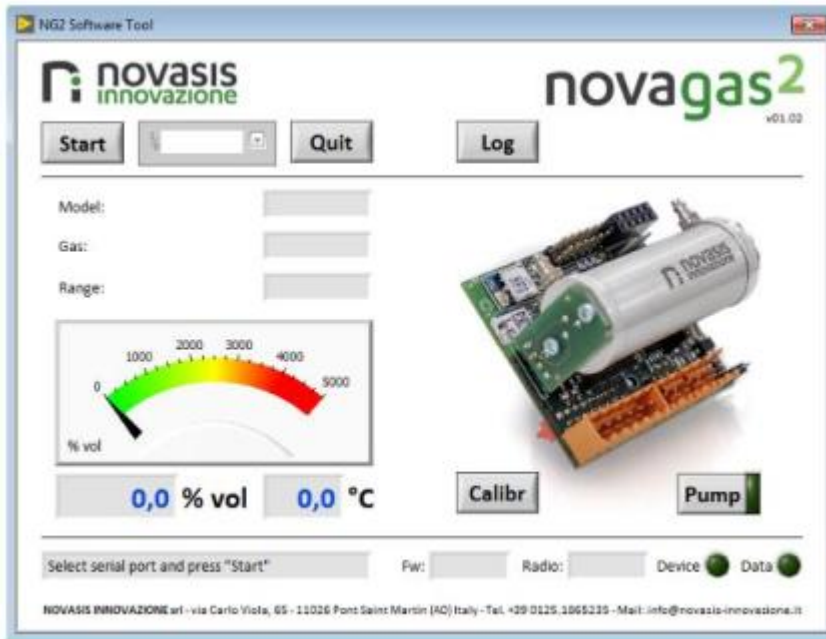 NG2 Software Tool
novasis
innovazione
novagas2
v01.02
Start
Quit
Log
Model:
Gas:
Range:
0
1000
2000
3000
4000
5000
% vol
novasis
innovazione
0,0 % vol 0,0 °C
Calibr
Pump
Select serial port and press "Start"
Fw:
Radio:
Device
Data
NOVASIS INNOVAZIONE srl - via Carlo Viola, 65 - 11026 Pont Saint Martin (AO) Italy - Tel. +39 0125.1865235 - Mail: info@novasis-innovazione.it